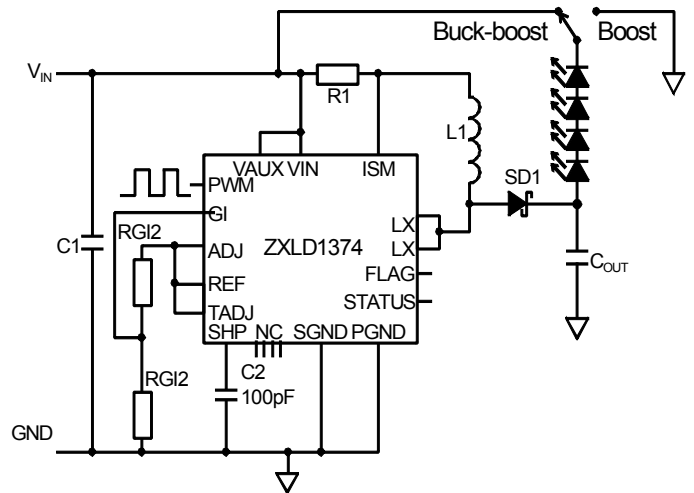 Buck-boost Boost
VIN
R1
L1
VAUX VIN ISM
PWM
SD1
GI
RGI2
LX
C1
ADJ
ZXLD1374
LX
COUT
REF
FLAG
TADJ
STATUS
SHP NC SGND PGND
RGI2
C2
100pF
GND